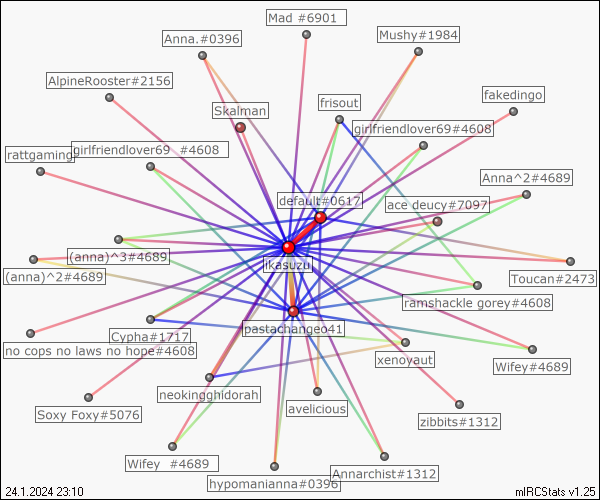 Mad #6901
Anna.#0396
Mushy#1984
AlpineRooster#2156
Skalman
frisout
fakedingo
girlfriendlover69#4608
rattgaming
girlfriendlover69 #4608
Anna^2#4689
default#0617
ace deucy#7097
(anna)^3#4689
ikasuzu
(anna)^2#4689
Toucan#2473
ramshackle gorey#4608
pastachangeo41
Cypha#1717
no cops no laws no hope#4608
xenoyaut
Wifey#4689
neokingghidorah
avelicious
Soxy Foxy#5076
zibbits#1312
Wifey #4689
Annarchist#1312
hypomanianna#0396
24.1.2024 23:10
mIRCStats v1.25